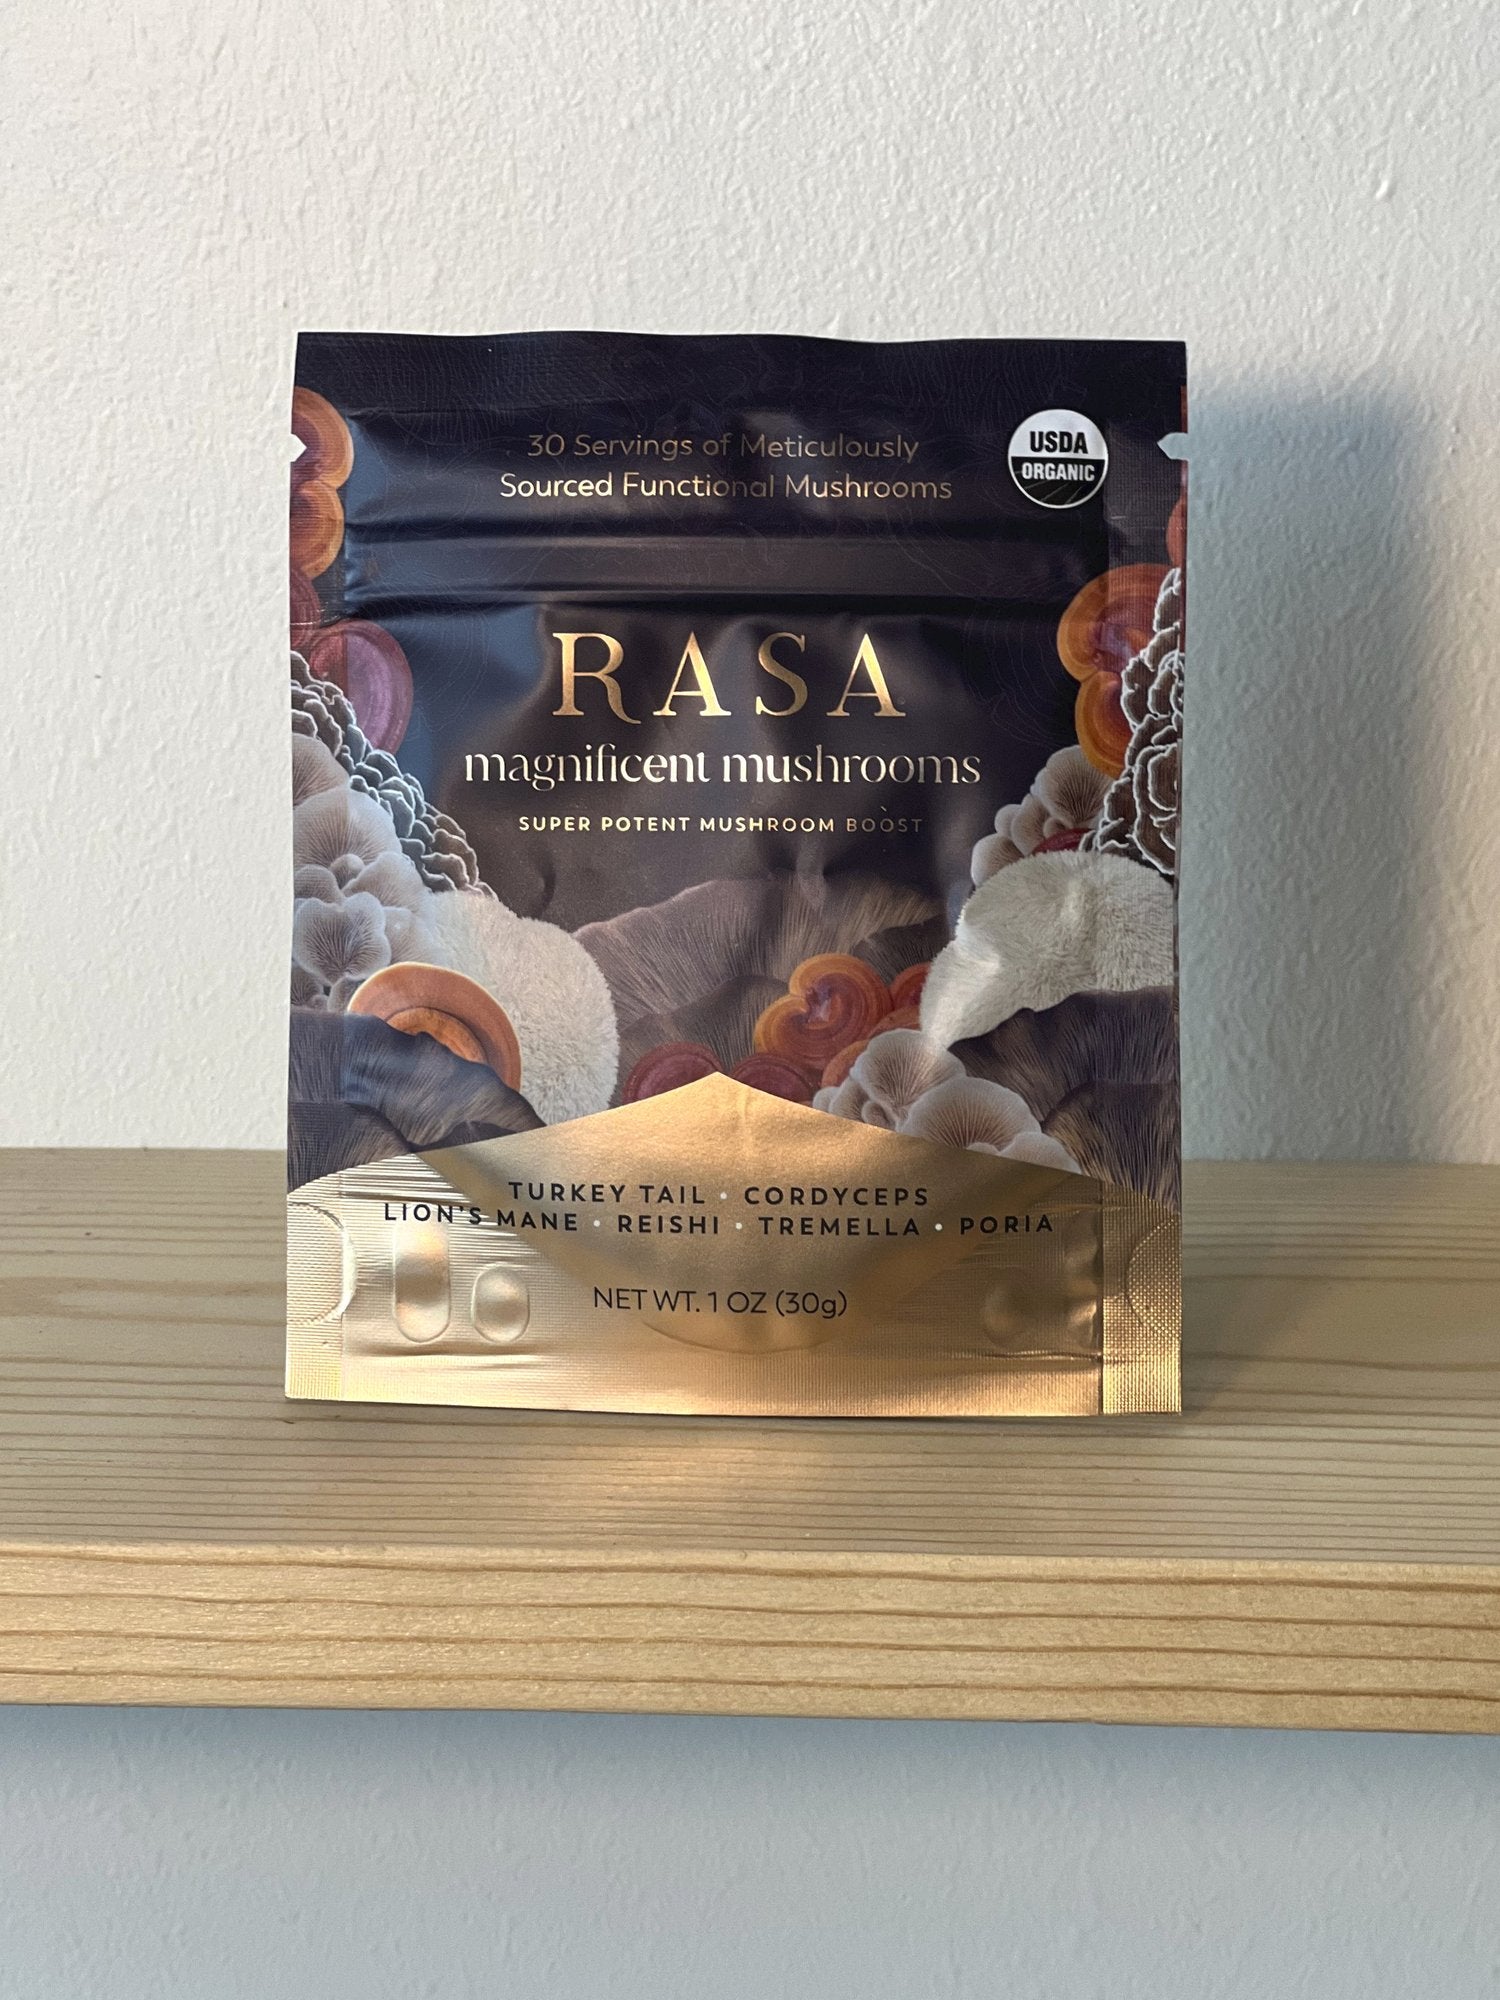 30 Servings of Meticulously
Sourced Functional Mushrooms
USDA
ORGANIC
RASA
magnificent mushrooms
SUPER POTENT MUSHROOM BOOST
TURKEY TAIL • CORDYCEPS
LION'S MANE • REISHI • TREMELLA • PORIA
NET WT. 1 OZ (30g)